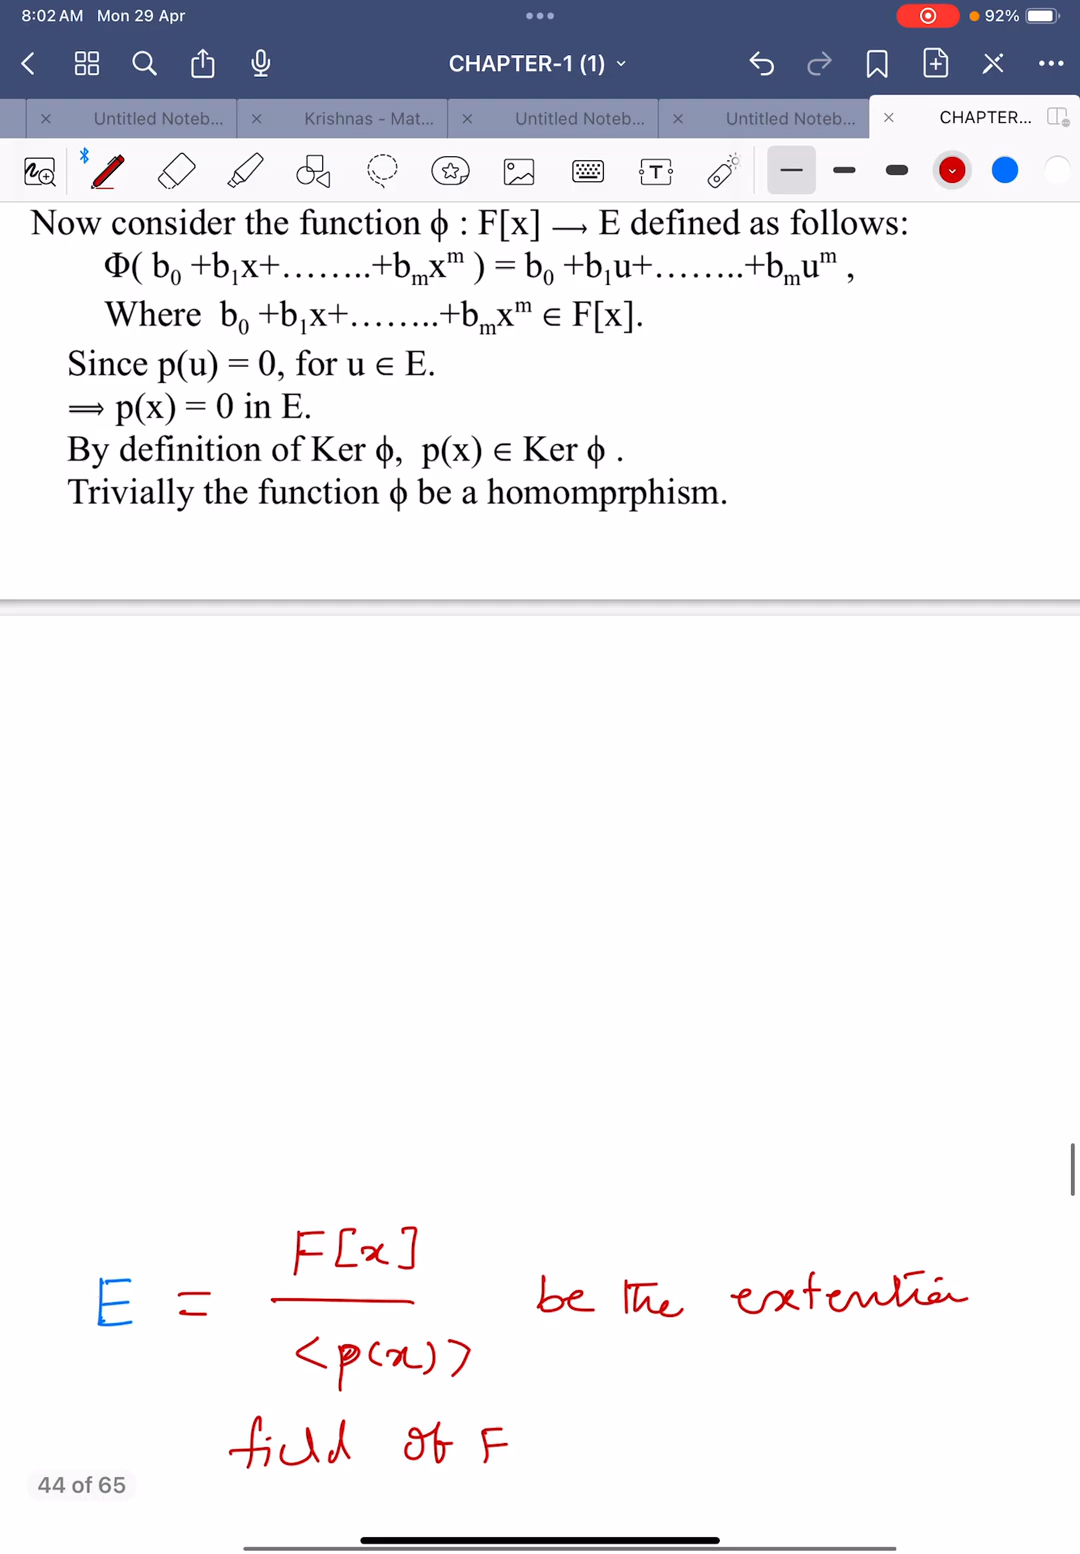 8:02 AM Mon 29 Apr
92%
CHAPTER-1 (1)
Untitled Noteb...
Krishnas - Mat...
Untitled Noteb...
Untitled Noteb...
CHAPTER...
Now consider the function ϕ : F[x] ⟶ E defined as follows:
Φ( b₀ +b₁x+........+bₘxᵐ ) = b₀ +b₁u+........+bₘuᵐ ,
Where b₀ +b₁x+........+bₘxᵐ ∈ F[x].
Since p(u) = 0, for u ∈ E.
⟹ p(x) = 0 in E.
By definition of Ker ϕ, p(x) ∈ Ker ϕ .
Trivially the function ϕ be a homomprphism.
F[x]
E = ─── be the extention
<p(x)>
field of F
44 of 65